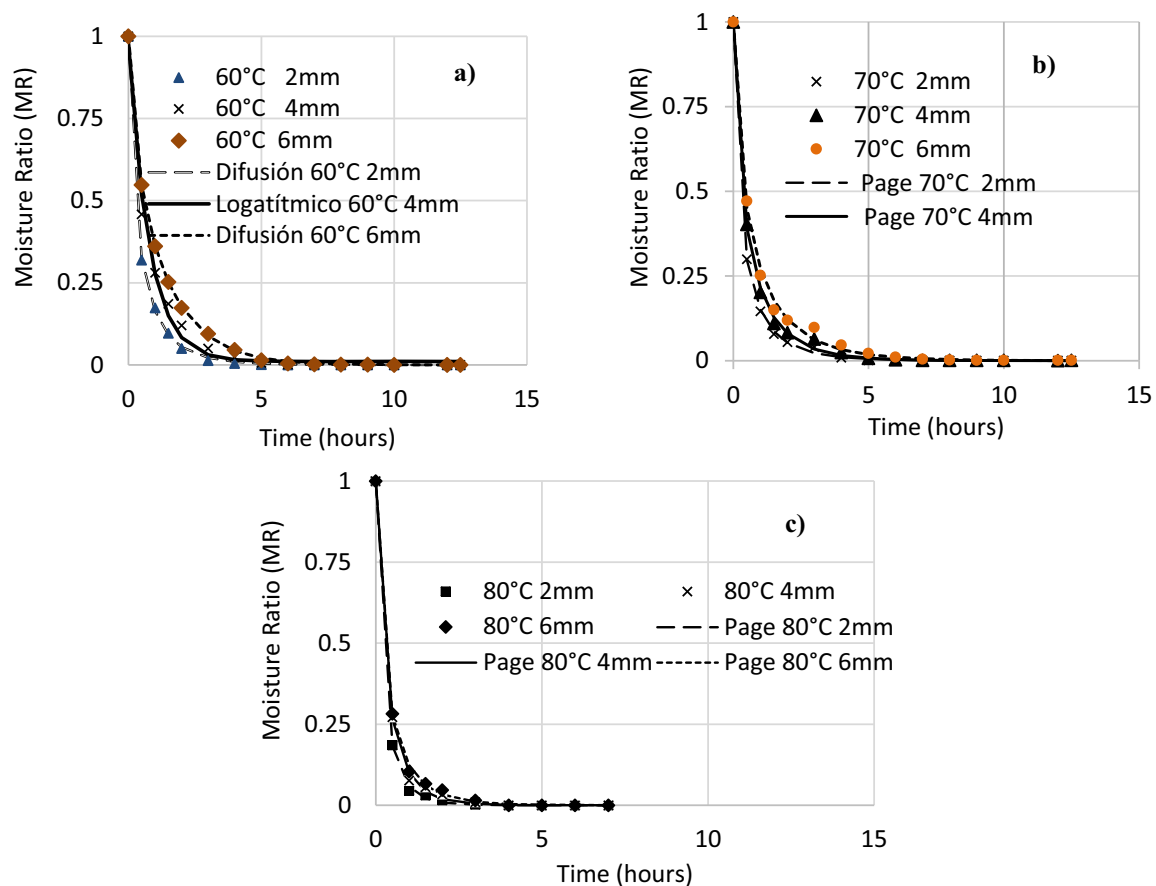 a)
Moisture Ratio (MR)
1
0.75
0.5
0.25
0
60°C 2mm
60°C 4mm
60°C 6mm
Difusión 60°C 2mm
Logatítmico 60°C 4mm
Difusión 60°C 6mm
0 5 10 15
Time (hours)
b)
Moisture Ratio (MR)
1
0.75
0.5
0.25
0
70°C 2mm
70°C 4mm
70°C 6mm
Page 70°C 2mm
Page 70°C 4mm
0 5 10 15
Time (hours)
c)
Moisture Ratio (MR)
1
0.75
0.5
0.25
0
80°C 2mm 80°C 4mm
80°C 6mm Page 80°C 2mm
Page 80°C 4mm Page 80°C 6mm
0 5 10 15
Time (hours)